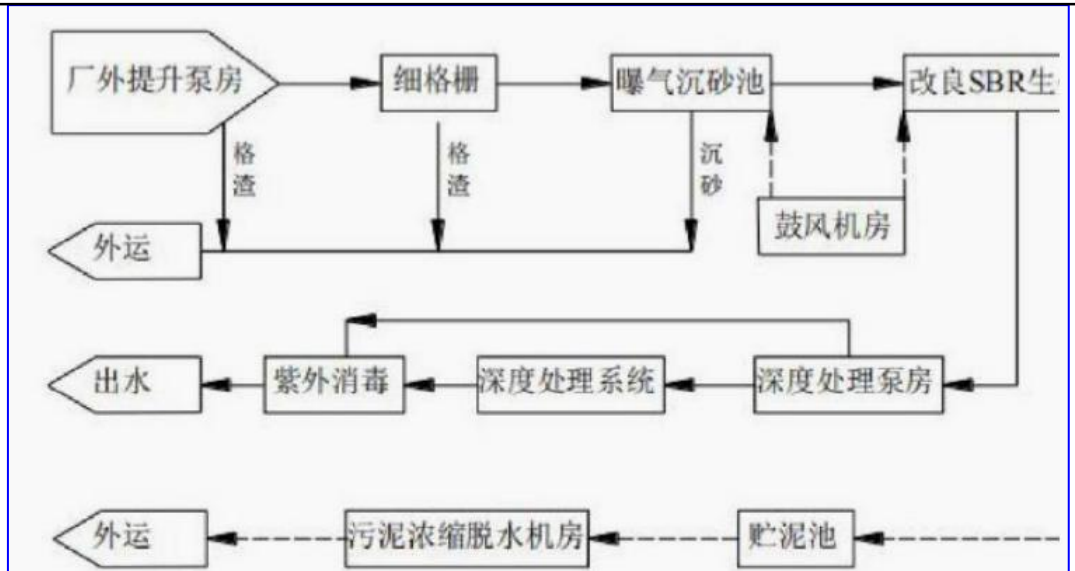 厂外提升泵房
细格栅
曝气沉砂池
改良SBR生
格渣
格渣
沉砂
鼓风机房
外运
出水
紫外消毒
深度处理系统
深度处理泵房
外运
污泥浓缩脱水机房
贮泥池